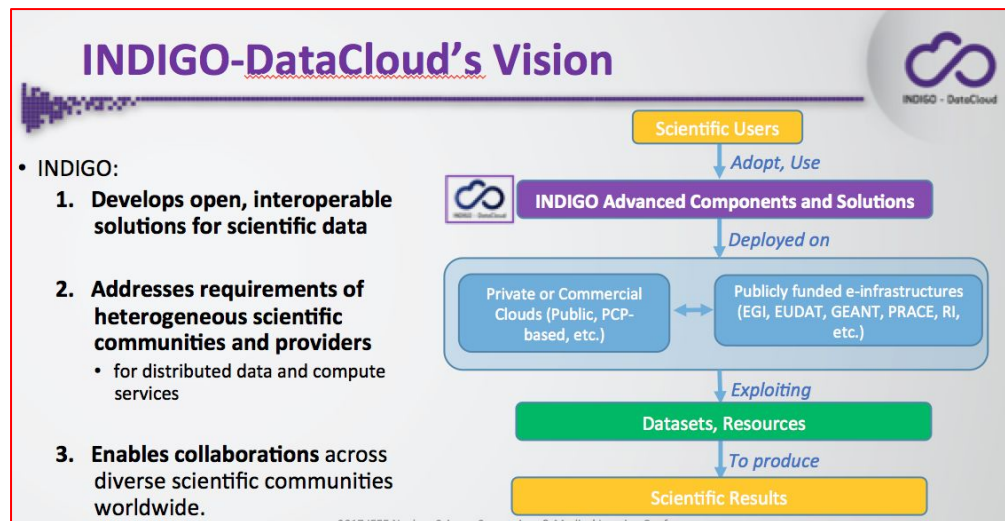 INDIGO-DataCloud's Vision
INDIGO - DataCloud
• INDIGO:
1. Develops open, interoperable
solutions for scientific data
2. Addresses requirements of
heterogeneous scientific
communities and providers
• for distributed data and compute
services
3. Enables collaborations across
diverse scientific communities
worldwide.
Scientific Users
Adopt, Use
INDIGO - DataCloud
INDIGO Advanced Components and Solutions
Deployed on
Private or Commercial
Clouds (Public, PCP-
based, etc.)
Publicly funded e-infrastructures
(EGI, EUDAT, GEANT, PRACE, RI,
etc.)
Exploiting
Datasets, Resources
To produce
Scientific Results